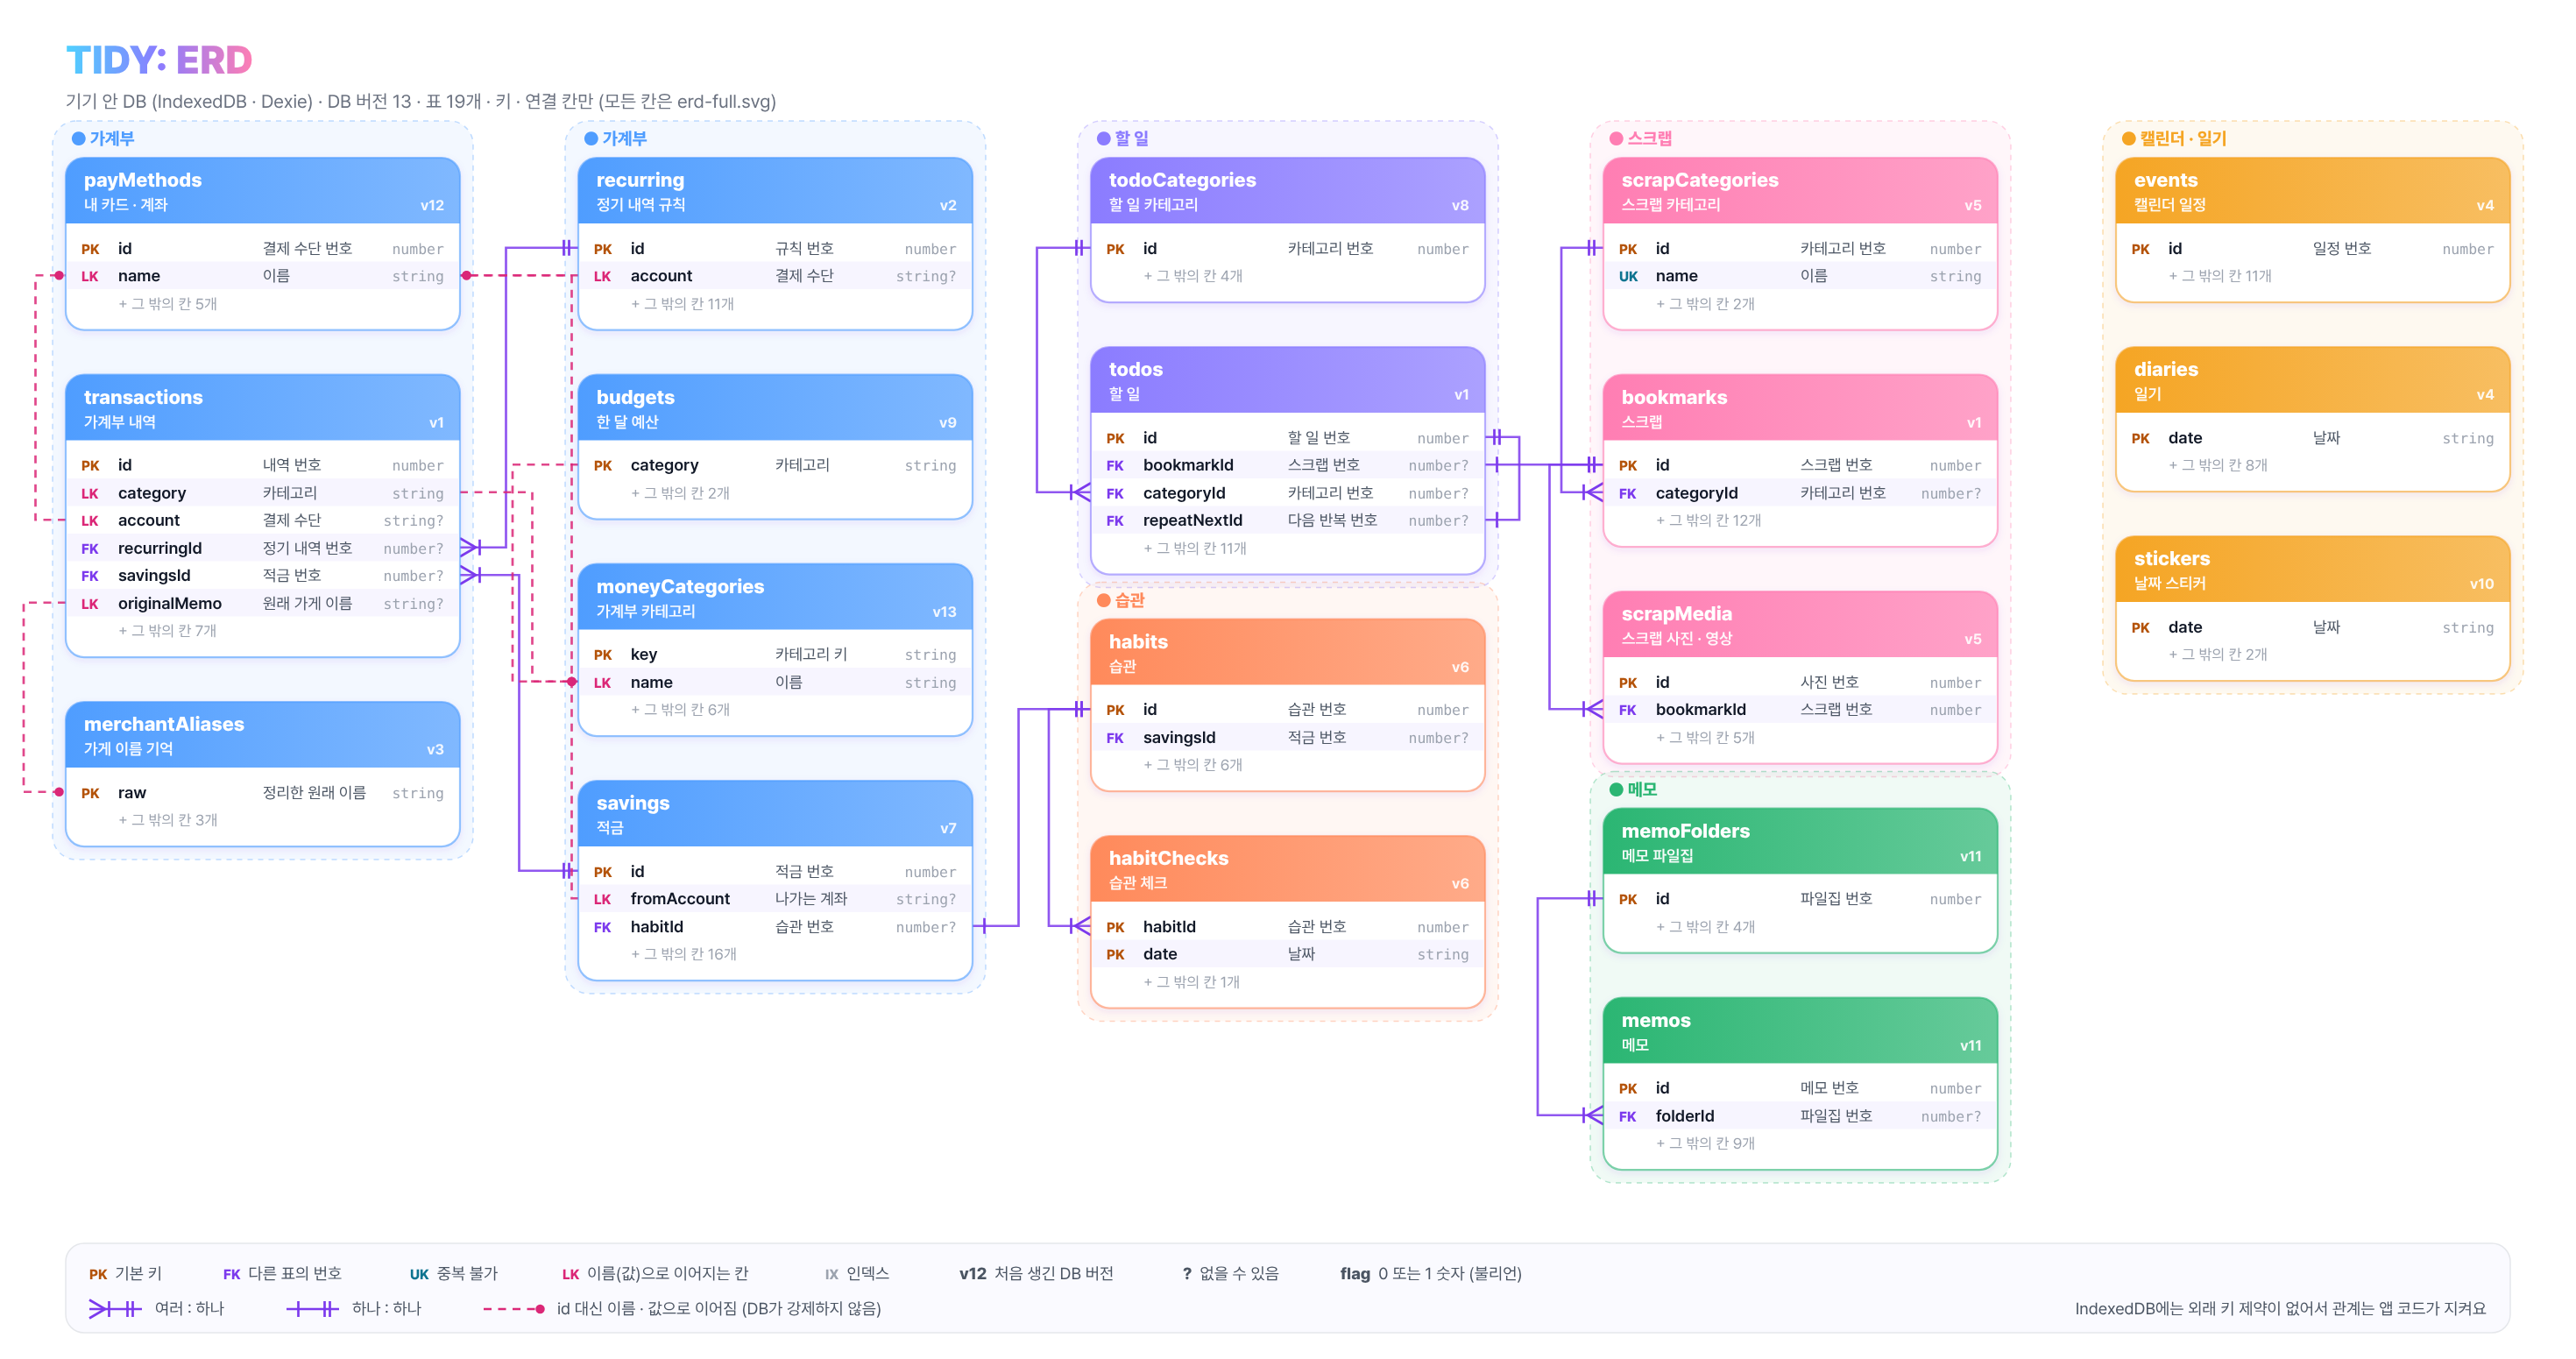 TIDY: ERD
기기 안 DB (IndexedDB · Dexie) · DB 버전 13 · 표 19개 · 키 · 연결 칸만 (모든 칸은 erd-full.svg)
가계부
payMethods
내 카드 · 계좌 v12
PK id 결제 수단 번호 number
LK name 이름 string
+ 그 밖의 칸 5개
transactions
가계부 내역 v1
PK id 내역 번호 number
LK category 카테고리 string
LK account 결제 수단 string?
FK recurringId 정기 내역 번호 number?
FK savingsId 적금 번호 number?
LK originalMemo 원래 가게 이름 string?
+ 그 밖의 칸 7개
merchantAliases
가게 이름 기억 v3
PK raw 정리한 원래 이름 string
+ 그 밖의 칸 3개
가계부
recurring
정기 내역 규칙 v2
PK id 규칙 번호 number
LK account 결제 수단 string?
+ 그 밖의 칸 11개
budgets
한 달 예산 v9
PK category 카테고리 string
+ 그 밖의 칸 2개
moneyCategories
가계부 카테고리 v13
PK key 카테고리 키 string
LK name 이름 string
+ 그 밖의 칸 6개
savings
적금 v7
PK id 적금 번호 number
LK fromAccount 나가는 계좌 string?
FK habitId 습관 번호 number?
+ 그 밖의 칸 16개
할 일
todoCategories
할 일 카테고리 v8
PK id 카테고리 번호 number
+ 그 밖의 칸 4개
todos
할 일 v1
PK id 할 일 번호 number
FK bookmarkId 스크랩 번호 number?
FK categoryId 카테고리 번호 number?
FK repeatNextId 다음 반복 번호 number?
+ 그 밖의 칸 11개
습관
habits
습관 v6
PK id 습관 번호 number
FK savingsId 적금 번호 number?
+ 그 밖의 칸 6개
habitChecks
습관 체크 v6
PK habitId 습관 번호 number
PK date 날짜 string
+ 그 밖의 칸 1개
스크랩
scrapCategories
스크랩 카테고리 v5
PK id 카테고리 번호 number
UK name 이름 string
+ 그 밖의 칸 2개
bookmarks
스크랩 v1
PK id 스크랩 번호 number
FK categoryId 카테고리 번호 number?
+ 그 밖의 칸 12개
scrapMedia
스크랩 사진 · 영상 v5
PK id 사진 번호 number
FK bookmarkId 스크랩 번호 number
+ 그 밖의 칸 5개
메모
memoFolders
메모 파일집 v11
PK id 파일집 번호 number
+ 그 밖의 칸 4개
memos
메모 v11
PK id 메모 번호 number
FK folderId 파일집 번호 number?
+ 그 밖의 칸 9개
캘린더 · 일기
events
캘린더 일정 v4
PK id 일정 번호 number
+ 그 밖의 칸 11개
diaries
일기 v4
PK date 날짜 string
+ 그 밖의 칸 8개
stickers
날짜 스티커 v10
PK date 날짜 string
+ 그 밖의 칸 2개
PK 기본 키 FK 다른 표의 번호 UK 중복 불가 LK 이름(값)으로 이어지는 칸 IX 인덱스 v12 처음 생긴 DB 버전 ? 없을 수 있음 flag 0 또는 1 숫자 (불리언)
여러 : 하나 하나 : 하나 id 대신 이름 · 값으로 이어짐 (DB가 강제하지 않음) IndexedDB에는 외래 키 제약이 없어서 관계는 앱 코드가 지켜요